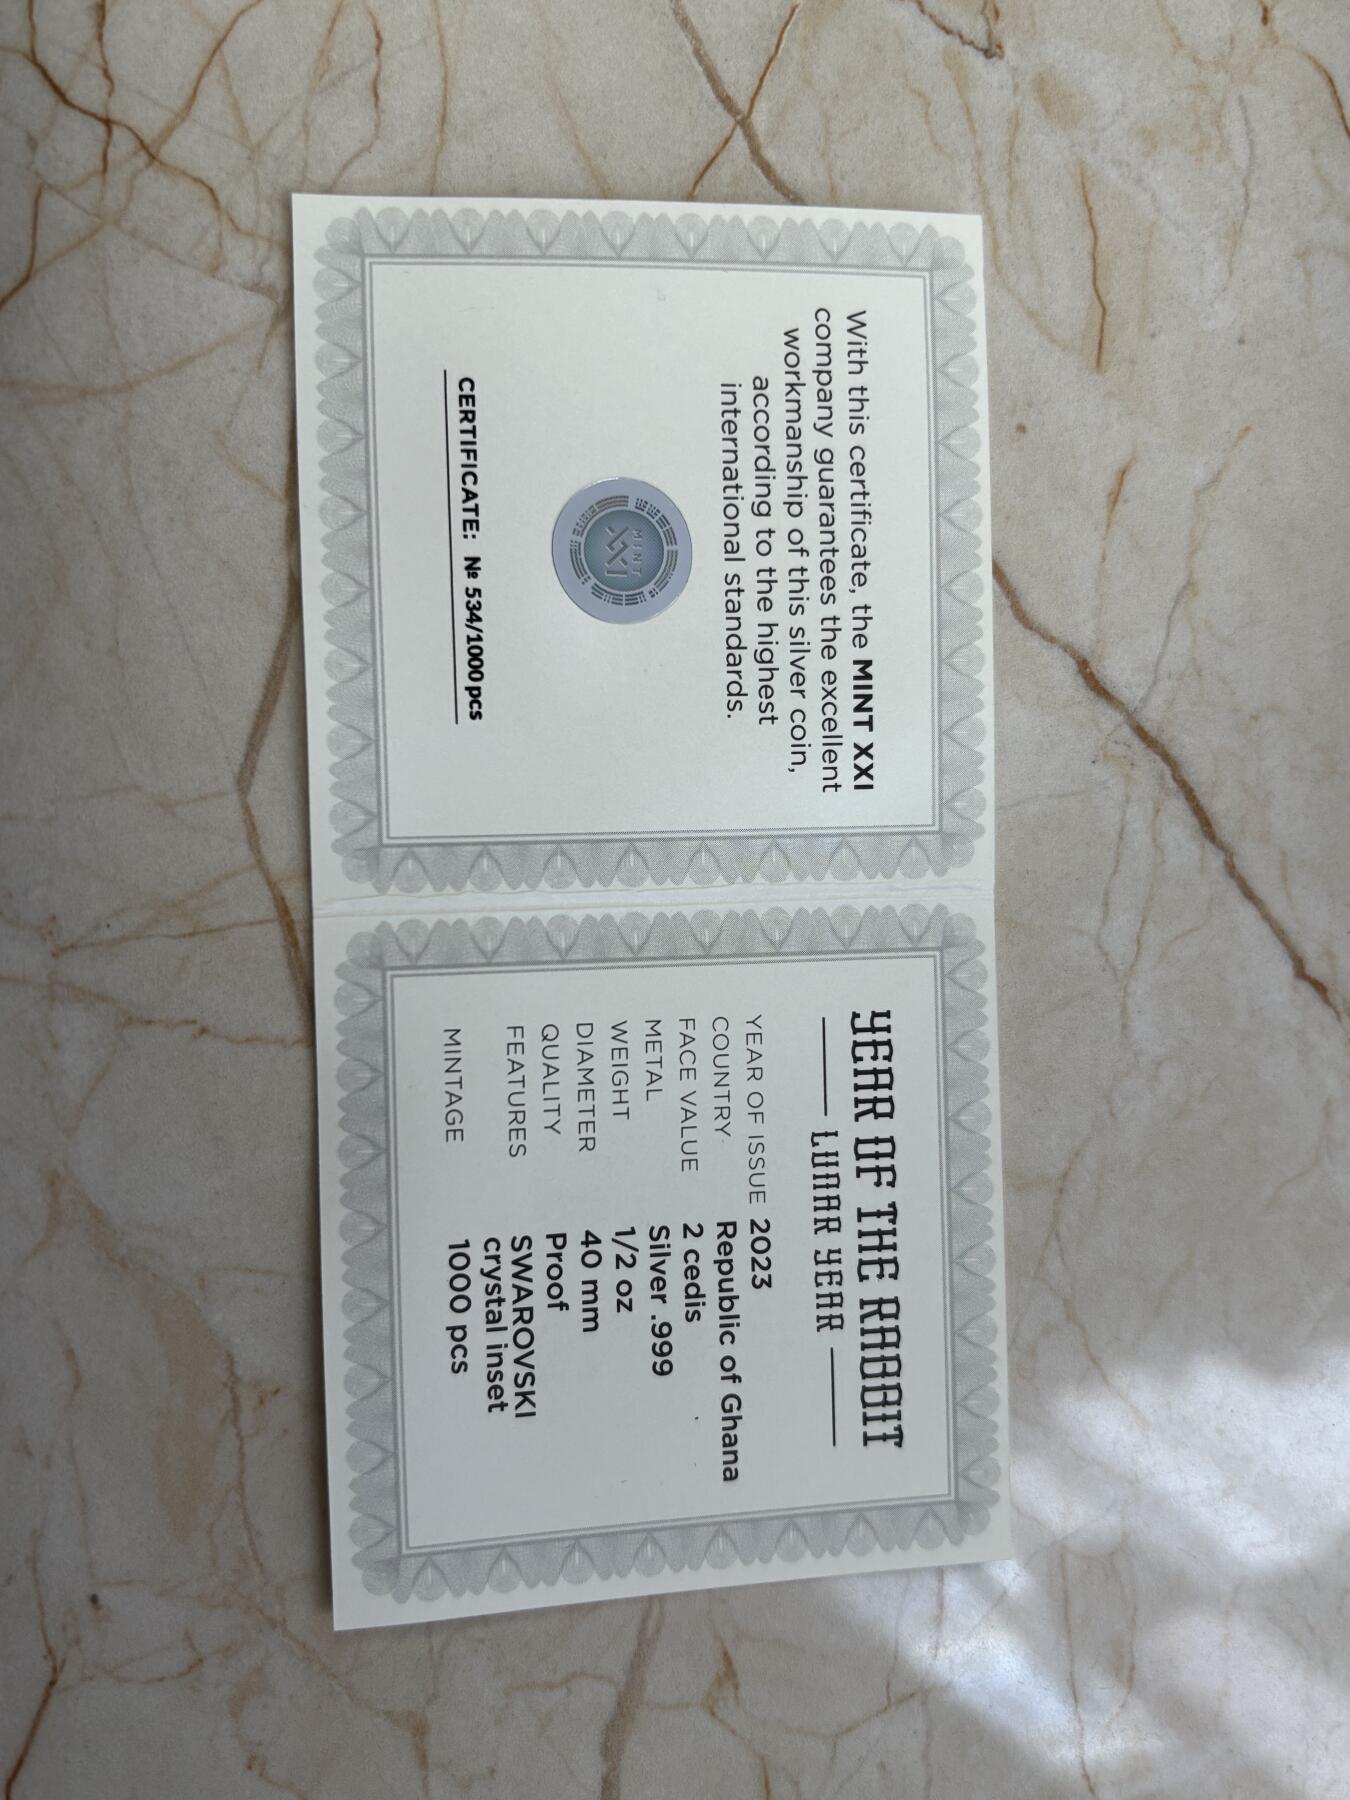 With this certificate, the MINT XXI
company guarantees the excellent
workmanship of this silver coin,
according to the highest
international standards.
MINT
XXI
CERTIFICATE: № 534/1000 pcs
YEAR OF THE RABBIT
LUNAR YEAR
YEAR OF ISSUE 2023
COUNTRY Republic of Ghana
FACE VALUE 2 cedis
METAL Silver .999
WEIGHT 1/2 oz
DIAMETER 40 mm
QUALITY Proof
FEATURES SWAROVSKI
crystal inset
MINTAGE 1000 pcs